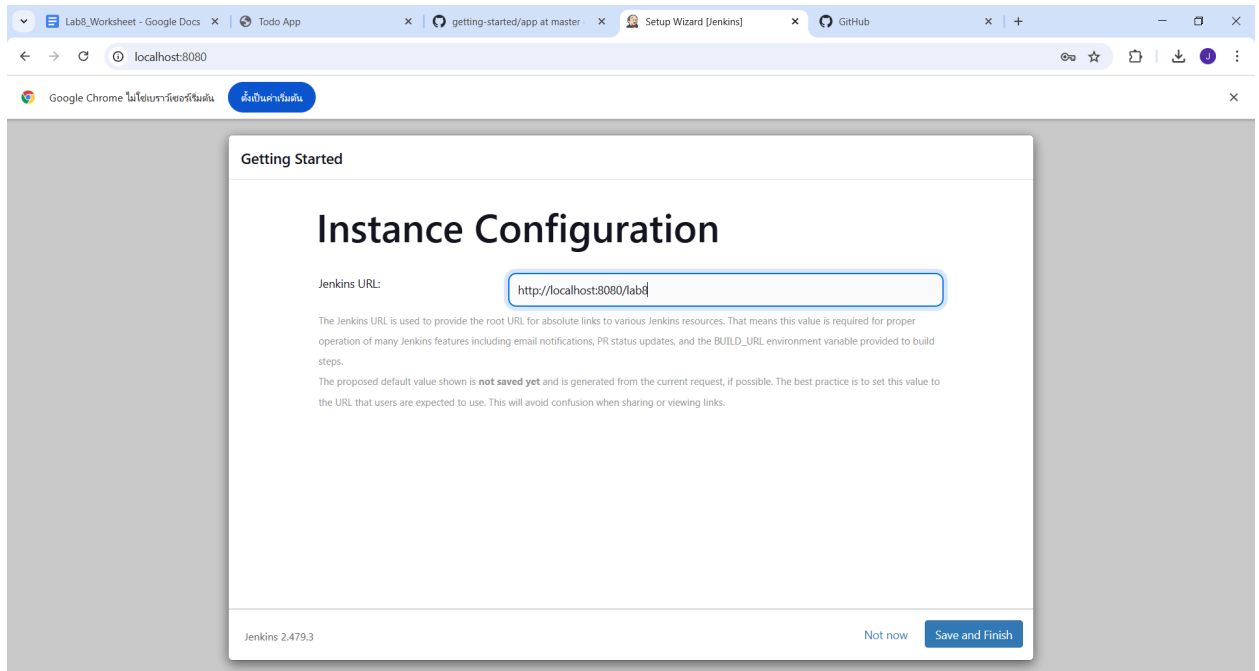 Lab8_Worksheet - Google Docs
Todo App
getting-started/app at master
Setup Wizard [Jenkins]
GitHub
localhost:8080
J
Google Chrome ไม่ใช่เบราว์เซอร์เริ่มต้น
ตั้งเป็นค่าเริ่มต้น
Getting Started
Instance Configuration
Jenkins URL:
http://localhost:8080/lab8
The Jenkins URL is used to provide the root URL for absolute links to various Jenkins resources. That means this value is required for proper
operation of many Jenkins features including email notifications, PR status updates, and the BUILD_URL environment variable provided to build
steps.
The proposed default value shown is not saved yet and is generated from the current request, if possible. The best practice is to set this value to
the URL that users are expected to use. This will avoid confusion when sharing or viewing links.
Jenkins 2.479.3
Not now
Save and Finish